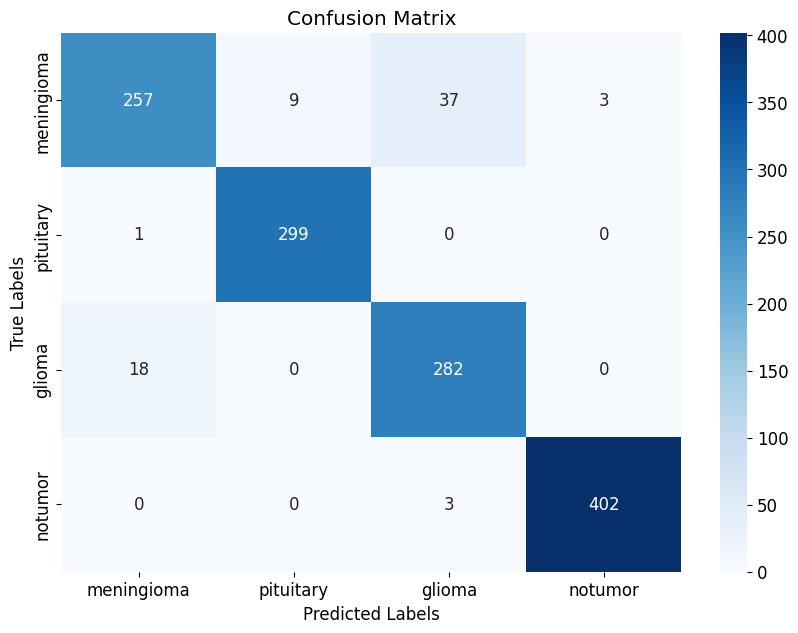 Confusion Matrix
True Labels
meningioma 257 9 37 3
pituitary 1 299 0 0
glioma 18 0 282 0
notumor 0 0 3 402
meningioma pituitary glioma notumor
Predicted Labels
400
350
300
250
200
150
100
50
0